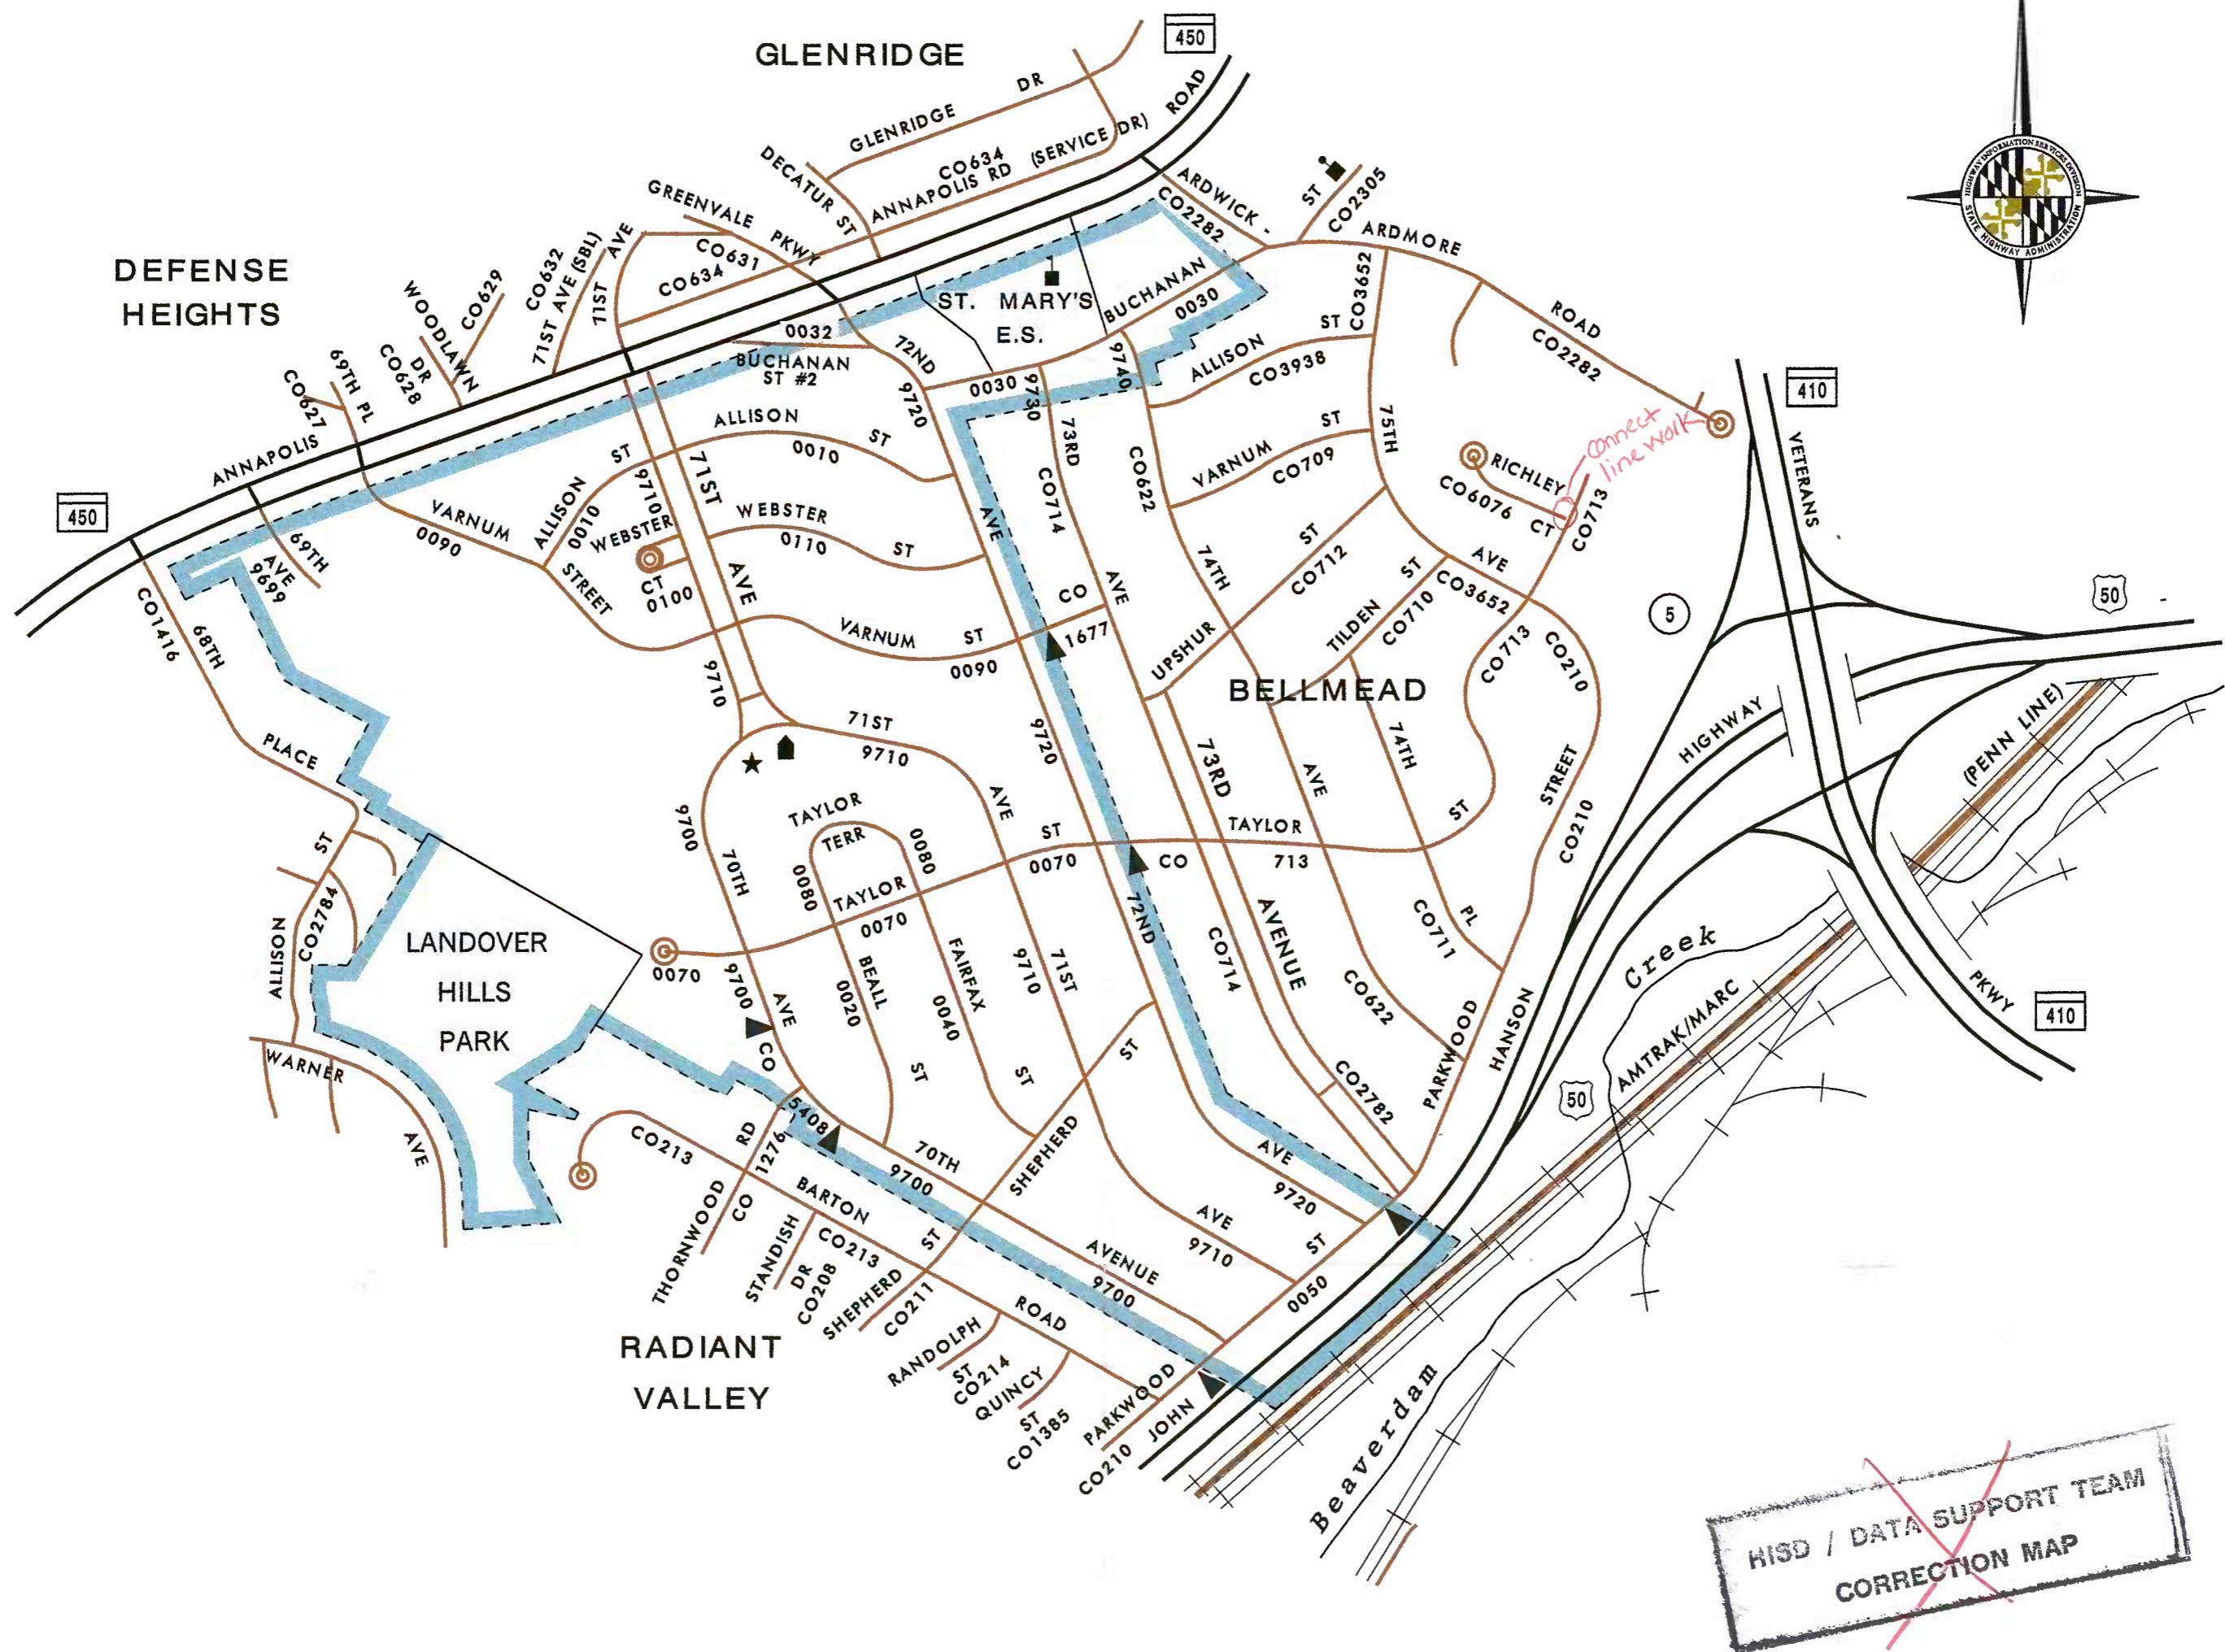 GLENRIDGE
450
GLENRIDGE DR
CO634
ANNAPOLIS RD (SERVICE DR)
ROAD
DECATUR ST
GREENVALE PKWY
CO631
CO634
71ST AVE
CO632
71ST AVE (SBL)
ARDWICK -
CO2282
ST
CO2305
ARDMORE
ROAD
CO2282
HIGHWAY INFORMATION SERVICES DIVISION
STATE HIGHWAY ADMINISTRATION
DEFENSE
HEIGHTS
WOODLAWN
DR
CO628
CO629
69TH PL
CO627
ANNAPOLIS
450
0032
BUCHANAN
ST #2
ST. MARY'S
E.S.
BUCHANAN
0030
72ND
9720
0030
9730
9740
ALLISON ST
CO3938
CO3652
410
VETERANS
ALLISON ST
0010
73RD
CO714
AVE
CO622
VARNUM ST
CO709
75TH
connect
line work
RICHLEY
CO6076 CT
CO713
VARNUM
0090
STREET
ALLISON ST
0010
9710
71ST
AVE
WEBSTER
CT
0100
WEBSTER ST
0110
AVE
69TH
AVE
9699
CO1416
68TH
PLACE
VARNUM ST
0090
CO
1677
74TH
UPSHUR ST
CO712
TILDEN ST
CO710
AVE
CO3652
CO713
CO210
5
50
BELLMEAD
9710
71ST
9710
AVE
9720
73RD
AVE
74TH
STREET
CO210
HIGHWAY
(PENN LINE)
9700
70TH
TAYLOR
TERR
0080
0080
TAYLOR ST
0070
0070
CO
TAYLOR ST
713
72ND
ST
ALLISON
CO2784
LANDOVER
HILLS
PARK
0070
9700
AVE
CO
5408
BEALL
0020
ST
FAIRFAX
0040
ST
9710
71ST
CO714
AVENUE
CO711
PL
CO622
CO2782
PARKWOOD
HANSON
Creek
AMTRAK/MARC
50
PKWY
410
WARNER
AVE
CO213
RD
1276
CO
THORNWOOD
BARTON
CO213
STANDISH
DR
CO208
SHEPHERD ST
CO211
70TH
9700
SHEPHERD ST
AVENUE
9700
AVE
9710
AVE
9720
ST
0050
ROAD
RANDOLPH
ST
CO214
QUINCY
ST
CO1385
PARKWOOD
CO210
JOHN
RADIANT
VALLEY
Beaverdam
HISD / DATA SUPPORT TEAM
CORRECTION MAP